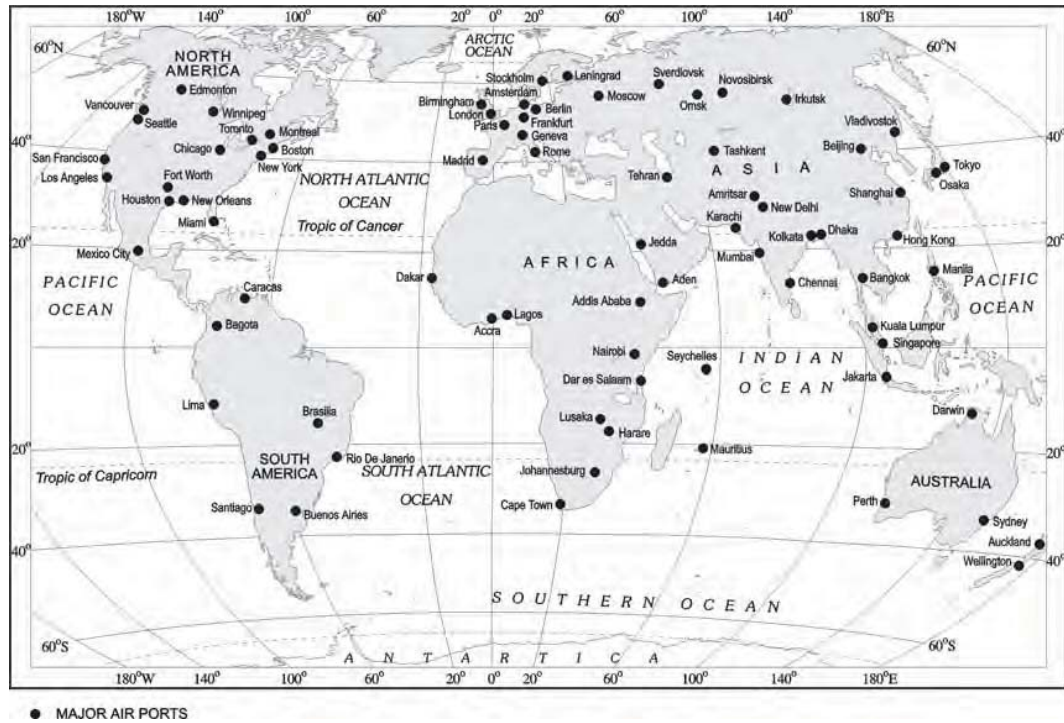 180°W 140° 100° 60° 20° 0° 20° 60° 100° 140° 180°E
ARCTIC
OCEAN
60°N
60°N
NORTH
AMERICA
Stockholm
Leningrad
Sverdlovsk
Novosibirsk
Edmonton
Amsterdam
Moscow
Omsk
Irkutsk
Vancouver
Winnipeg
Birmingham
Berlin
Seattle
London
Frankfurt
Toronto
Montreal
Paris
Vladivostok
40°
40°
Chicago
Boston
Geneva
Tashkent
Beijing
San Francisco
New York
Madrid
Rome
A S I A
Tokyo
Los Angeles
Fort Worth
NORTH ATLANTIC
OCEAN
Tehran
Osaka
Houston
New Orleans
Amritsar
Shanghai
Miami
Tropic of Cancer
Karachi
New Delhi
20°
20°
Mexico City
Jedda
Kolkata
Dhaka
Hong Kong
Mumbai
PACIFIC
OCEAN
Dakar
A F R I C A
Aden
Chennai
Bangkok
Manila
PACIFIC
OCEAN
Caracas
Addis Ababa
Bagota
Accra
Lagos
Kuala Lumpur
Singapore
Nairobi
Seychelles
I N D I A N
O C E A N
Dar es Salaam
Jakarta
Lima
Brasilia
Lusaka
Darwin
Harare
20°
20°
Tropic of Capricorn
SOUTH
AMERICA
Rio De Janerio
SOUTH ATLANTIC
OCEAN
Johannesburg
Mauritius
AUSTRALIA
Santiago
Buenos Airies
Cape Town
Perth
Sydney
40°
40°
Auckland
Wellington
S O U T H E R N O C E A N
60°S
60°S
A N T A R T I C A
180°W 140° 100° 60° 20° 0° 20° 60° 100° 140° 180°E
● MAJOR AIR PORTS